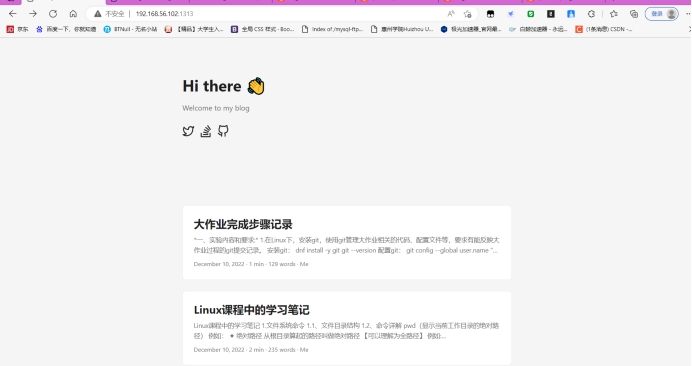 不安全 | 192.168.56.102:1313
登录
京东 百度一下，你就知道 BTNull - 无名小站 【精品】大学生人... 全局 CSS 样式 · Boo... Index of /mysql-ftp... 惠州学院Huizhou U... 极光加速器_官网最... 白鲸加速器 - 永远... (1条消息) CSDN -...
Hi there 👋
Welcome to my blog
大作业完成步骤记录
"一、实验内容和要求:" 1.在Linux下，安装git，使用git管理大作业相关的代码、配置文件等，要求有能反映大
作业过程的git提交记录。 安装git： dnf install -y git git --version 配置git： git config --global user.name "...
December 10, 2022 · 1 min · 129 words · Me
Linux课程中的学习笔记
Linux课程中的学习笔记 1.文件系统命令 1.1、文件目录结构 1.2、命令详解 pwd（显示当前工作目录的绝对路
径） 例如： ✦ 绝对路径 从根目录算起的路径叫做绝对路径 【可以理解为全路径】 例如:...
December 10, 2022 · 2 min · 235 words · Me